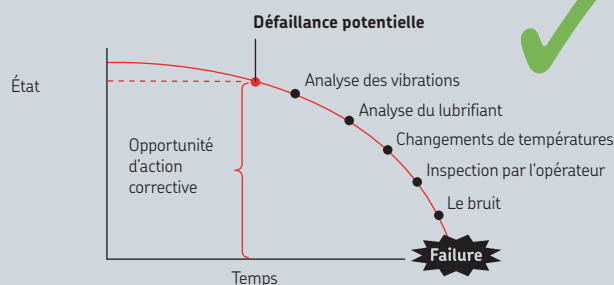 Défaillance potentielle
État
Analyse des vibrations
Analyse du lubrifiant
Changements de températures
Opportunité
d'action
corrective
Inspection par l'opérateur
Le bruit
Failure
Temps